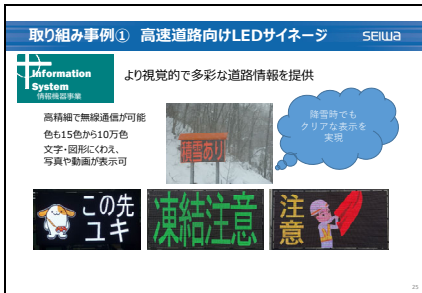 取り組み事例① 高速道路向けLEDサイネージ
SEIWA
Information
System
情報機器事業
より視覚的で多彩な道路情報を提供
高精細で無線通信が可能
色も15色から10万色
文字・図形にくわえ、
写真や動画が表示可
降雪時でも
クリアな表示を
実現
積雪あり
この先
ユキ
凍結注意
注
意
25